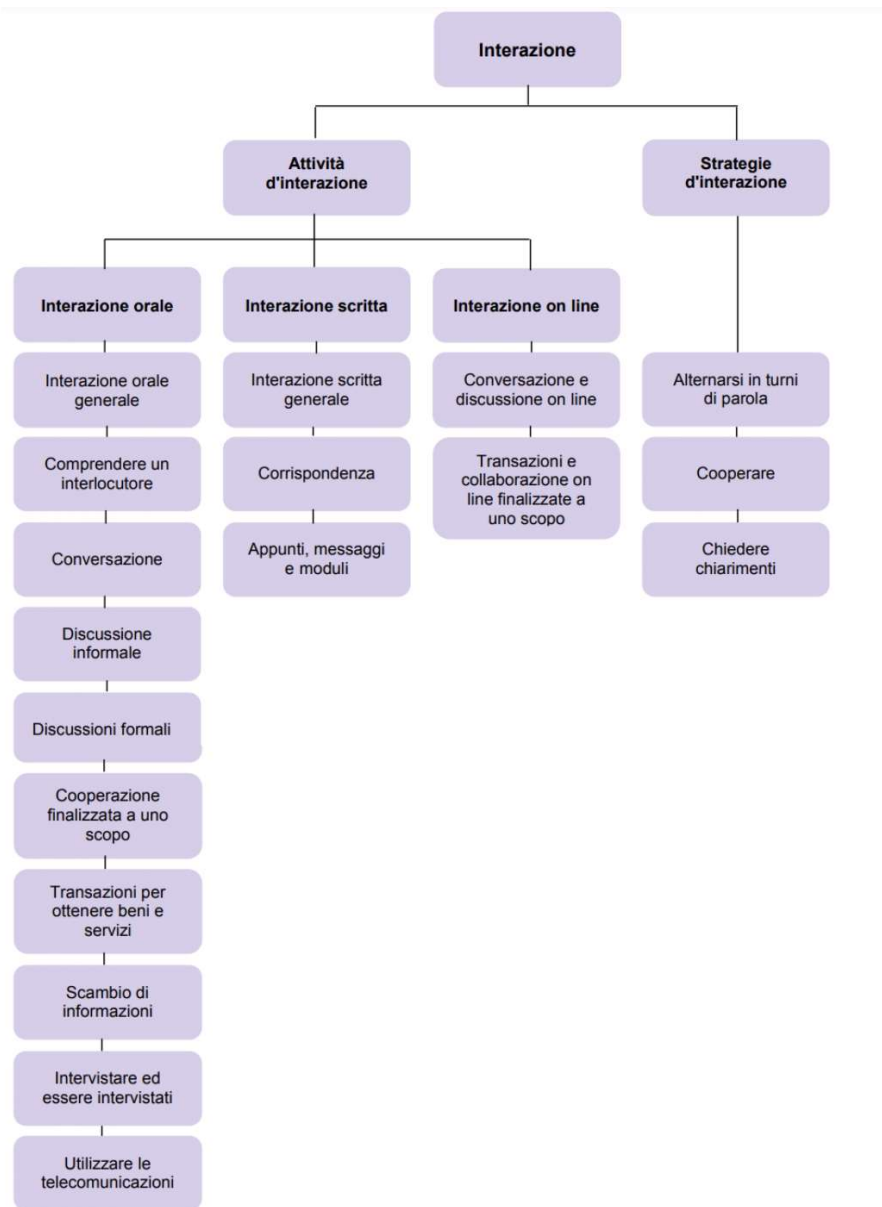 Interazione
Attività
d'interazione
Strategie
d'interazione
Interazione orale
Interazione scritta
Interazione on line
Interazione orale
generale
Interazione scritta
generale
Conversazione e
discussione on line
Alternarsi in turni
di parola
Comprendere un
interlocutore
Corrispondenza
Transazioni e
collaborazione on
line finalizzate a
uno scopo
Cooperare
Conversazione
Appunti, messaggi
e moduli
Chiedere
chiarimenti
Discussione
informale
Discussioni formali
Cooperazione
finalizzata a uno
scopo
Transazioni per
ottenere beni e
servizi
Scambio di
informazioni
Intervistare ed
essere intervistati
Utilizzare le
telecomunicazioni